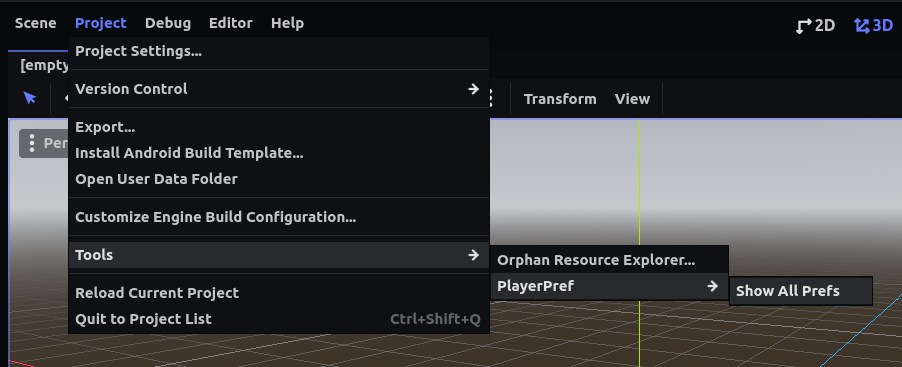 Scene Project Debug Editor Help 2D 3D
Project Settings...
[empty
Version Control
Transform View
Export...
Per
Install Android Build Template...
Open User Data Folder
Customize Engine Build Configuration...
Tools
Orphan Resource Explorer...
PlayerPref
Show All Prefs
Reload Current Project
Quit to Project List Ctrl+Shift+Q